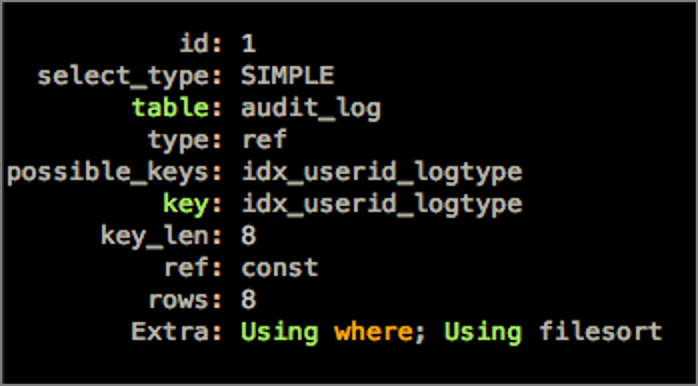 id: 1
select_type: SIMPLE
table: audit_log
type: ref
possible_keys: idx_userid_logtype
key: idx_userid_logtype
key_len: 8
ref: const
rows: 8
Extra: Using where; Using filesort